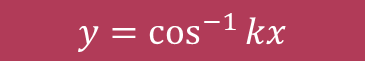 y = cos⁻¹ kx